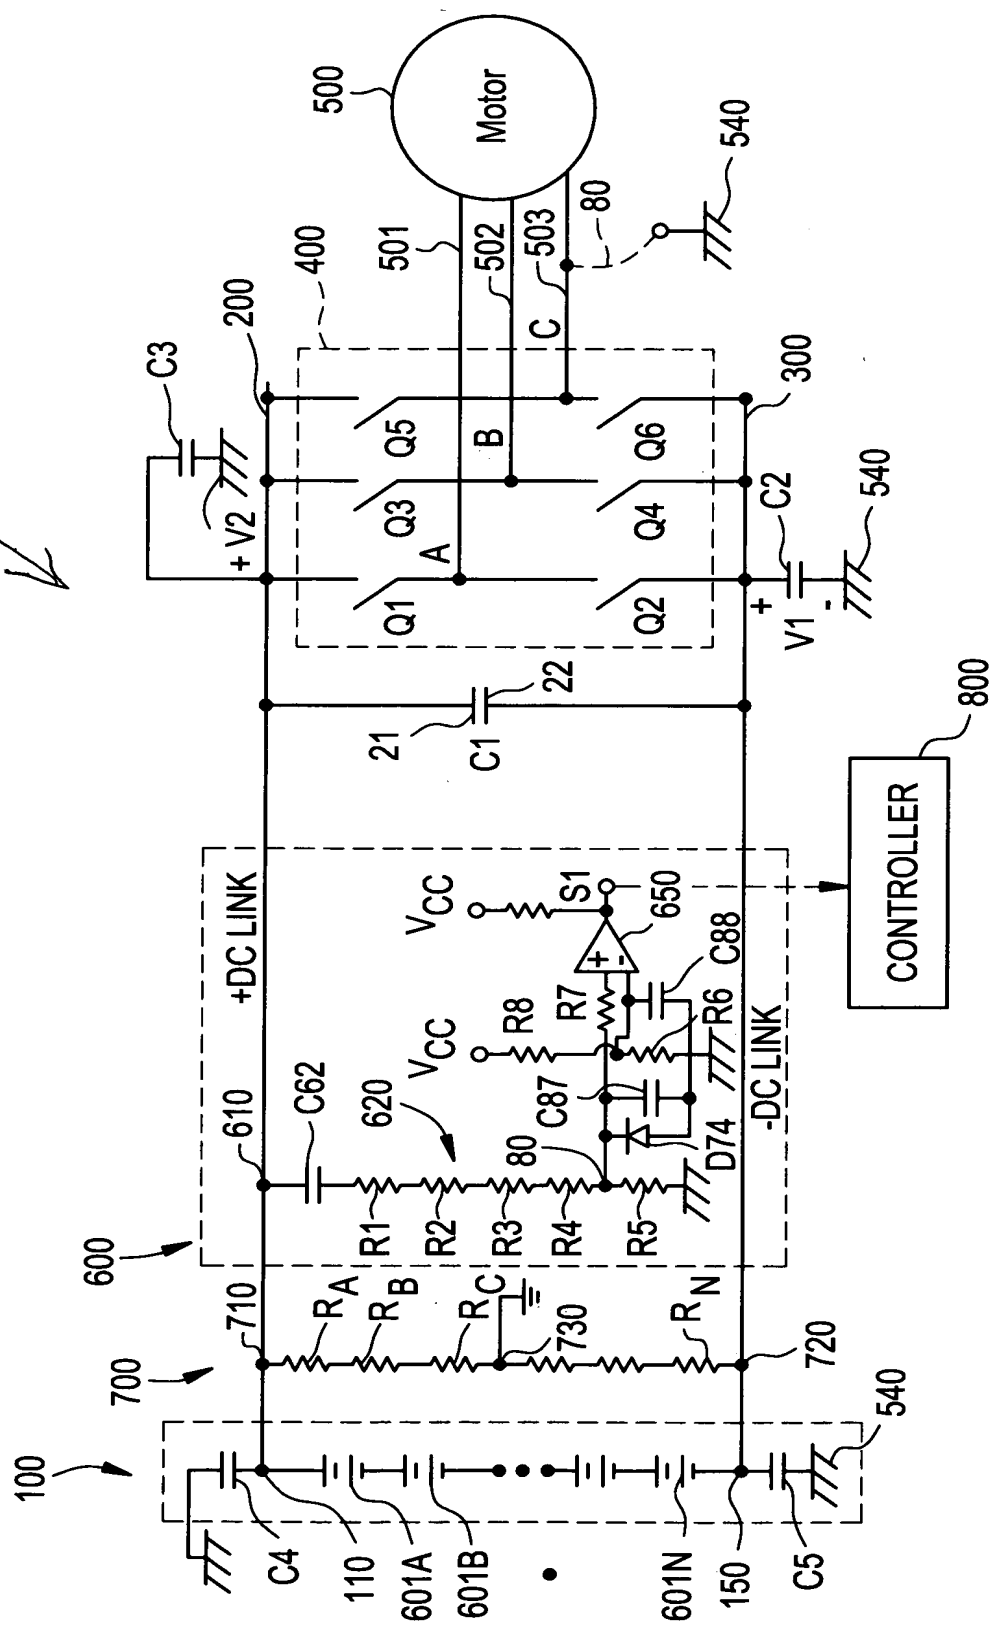 100
C4
110
601A
601B
601N
150
C5
540
700
710
RA
RB
RC
730
RN
720
600
610
+DC LINK
C62
620
R1
R2
R3
R4
80
R5
VCC
R8
VCC
C87
D74
R7
R6
+
-
C88
650
S1
-DC LINK
CONTROLLER
800
21
22
C1
C3
+ V2
200
400
Q1
Q3
Q5
A
B
C
Q2
Q4
Q6
+
V1
-
C2
540
300
501
502
503
80
500
Motor
540